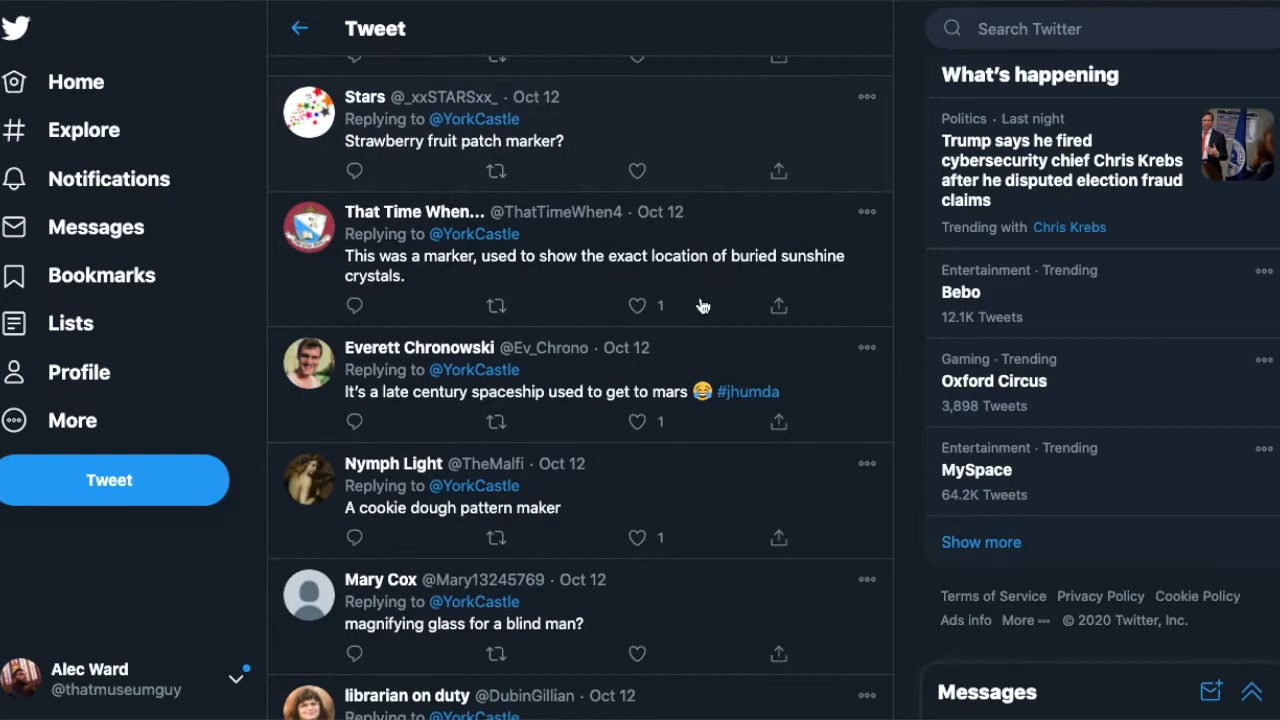 Home
Explore
Notifications
Messages
Bookmarks
Lists
Profile
More
Tweet
Alec Ward
@thatmuseumguy
Tweet
Stars @_xxSTARSxx_ · Oct 12
Replying to @YorkCastle
Strawberry fruit patch marker?
That Time When... @ThatTimeWhen4 · Oct 12
Replying to @YorkCastle
This was a marker, used to show the exact location of buried sunshine
crystals.
1
Everett Chronowski @Ev_Chrono · Oct 12
Replying to @YorkCastle
It's a late century spaceship used to get to mars 😂 #jhumda
1
Nymph Light @TheMalfi · Oct 12
Replying to @YorkCastle
A cookie dough pattern maker
1
Mary Cox @Mary13245769 · Oct 12
Replying to @YorkCastle
magnifying glass for a blind man?
librarian on duty @DubinGillian · Oct 12
Replying to @YorkCastle
Search Twitter
What's happening
Politics · Last night
Trump says he fired
cybersecurity chief Chris Krebs
after he disputed election fraud
claims
Trending with Chris Krebs
Entertainment · Trending
Bebo
12.1K Tweets
Gaming · Trending
Oxford Circus
3,898 Tweets
Entertainment · Trending
MySpace
64.2K Tweets
Show more
Terms of Service Privacy Policy Cookie Policy
Ads info More ··· © 2020 Twitter, Inc.
Messages